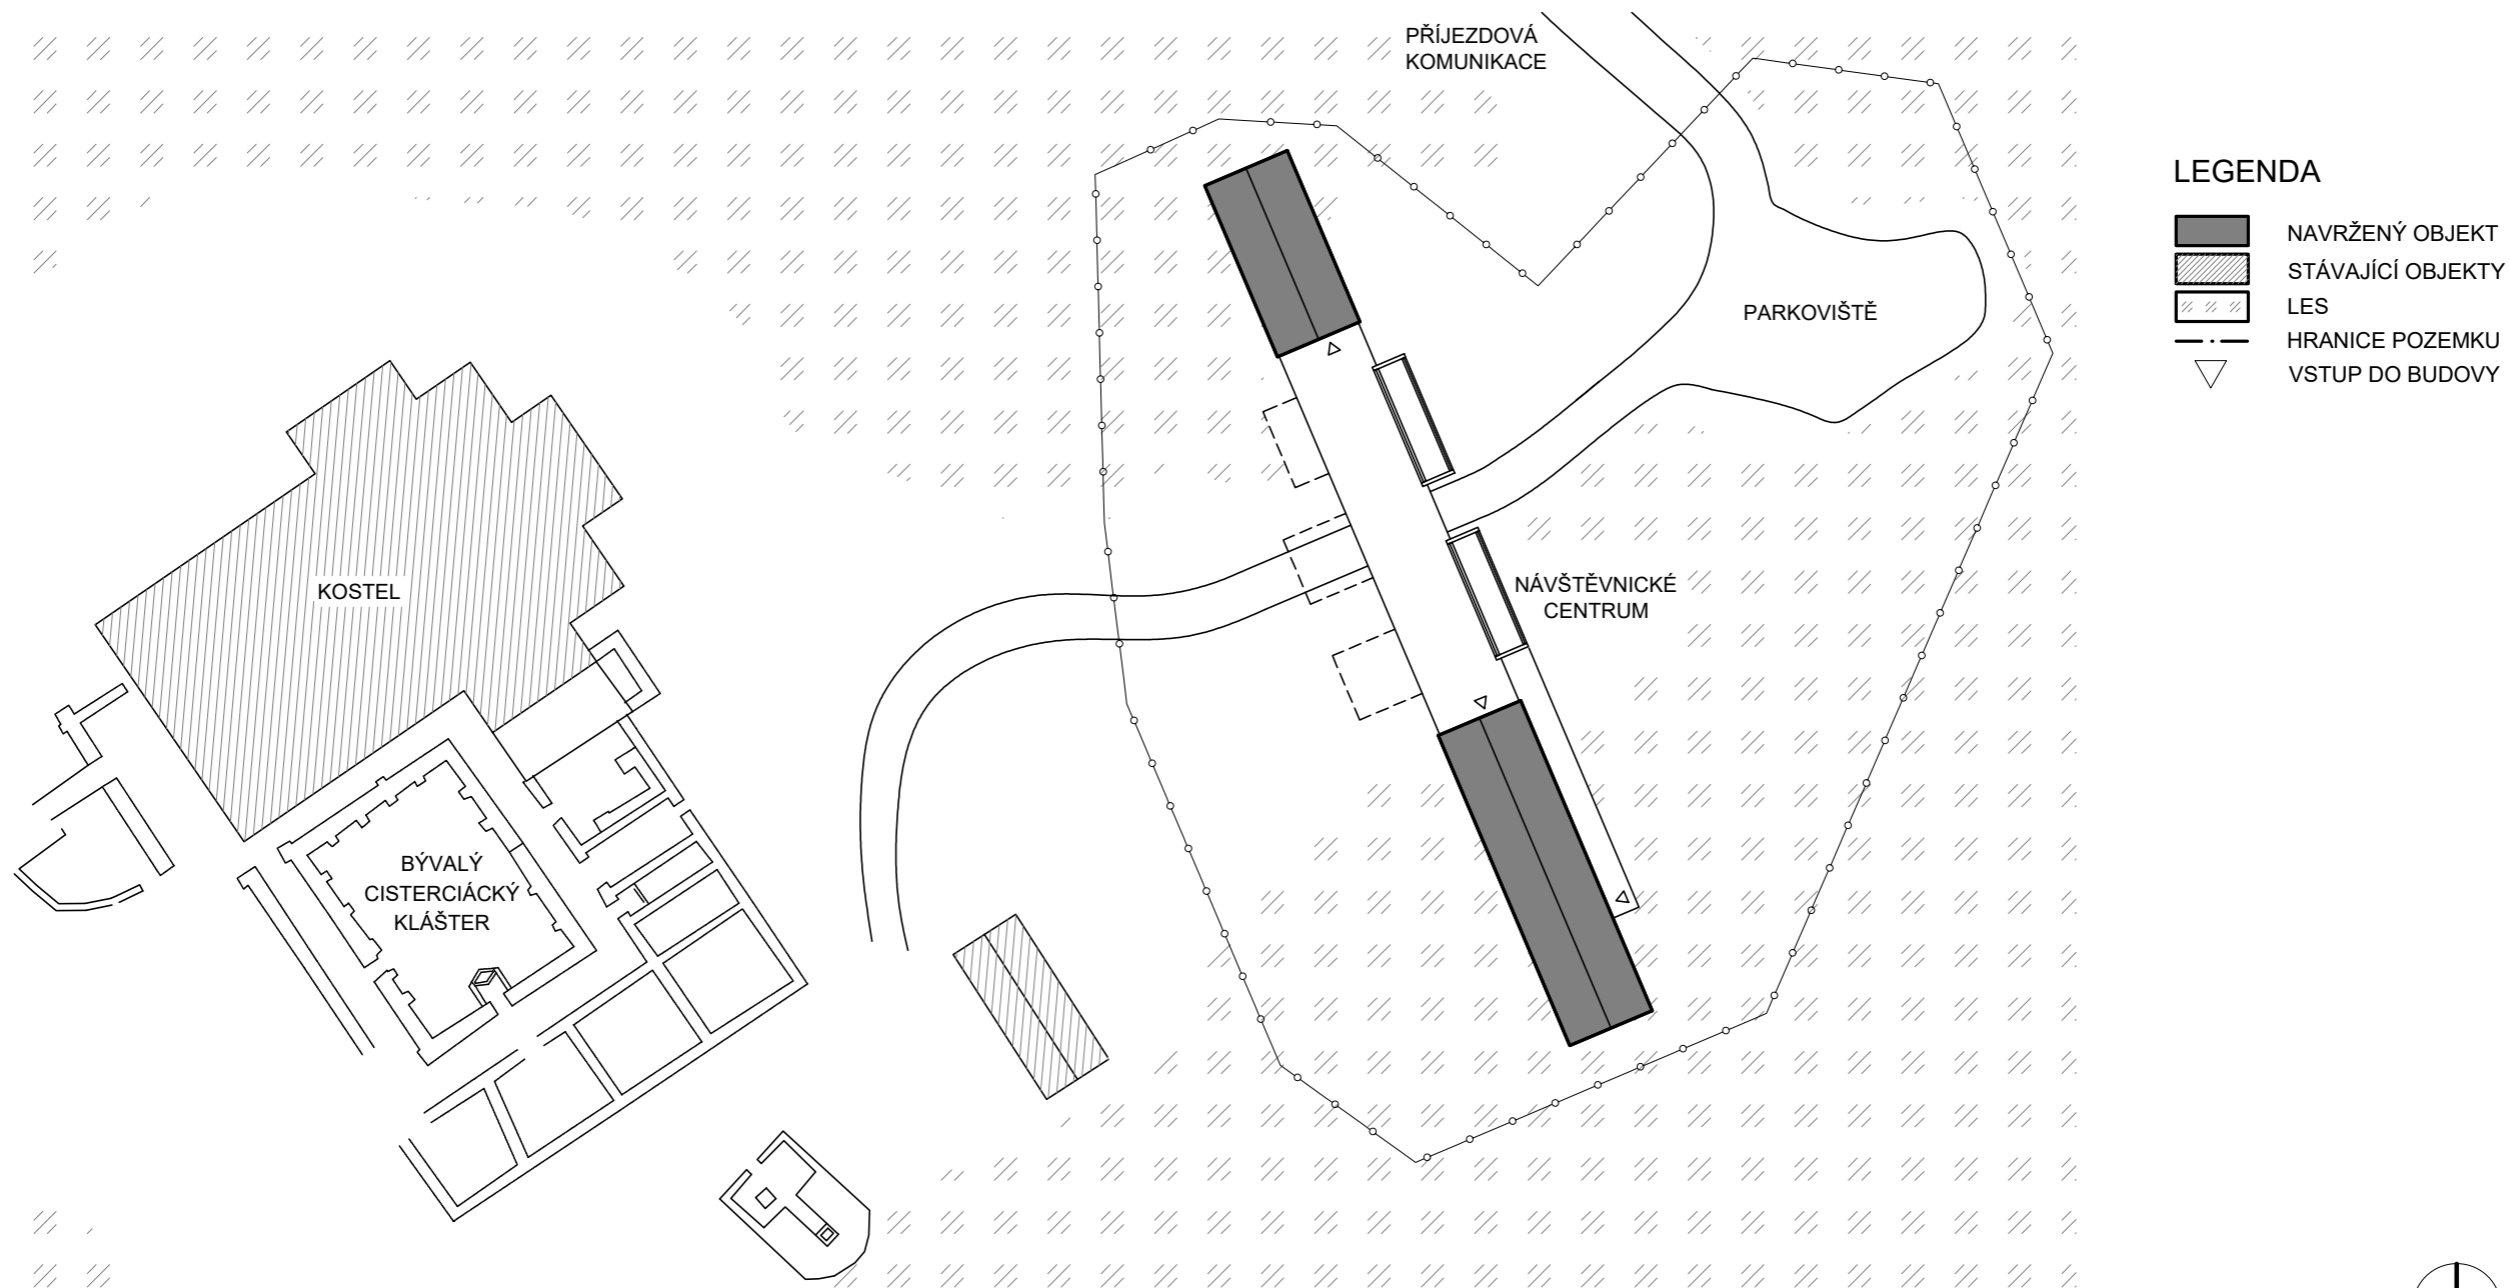 PŘÍJEZDOVÁ
KOMUNIKACE
LEGENDA
NAVRŽENÝ OBJEKT
STÁVAJÍCÍ OBJEKTY
LES
HRANICE POZEMKU
VSTUP DO BUDOVY
PARKOVIŠTĚ
KOSTEL
NÁVŠTĚVNICKÉ
CENTRUM
BÝVALÝ
CISTERCIÁCKÝ
KLÁŠTER